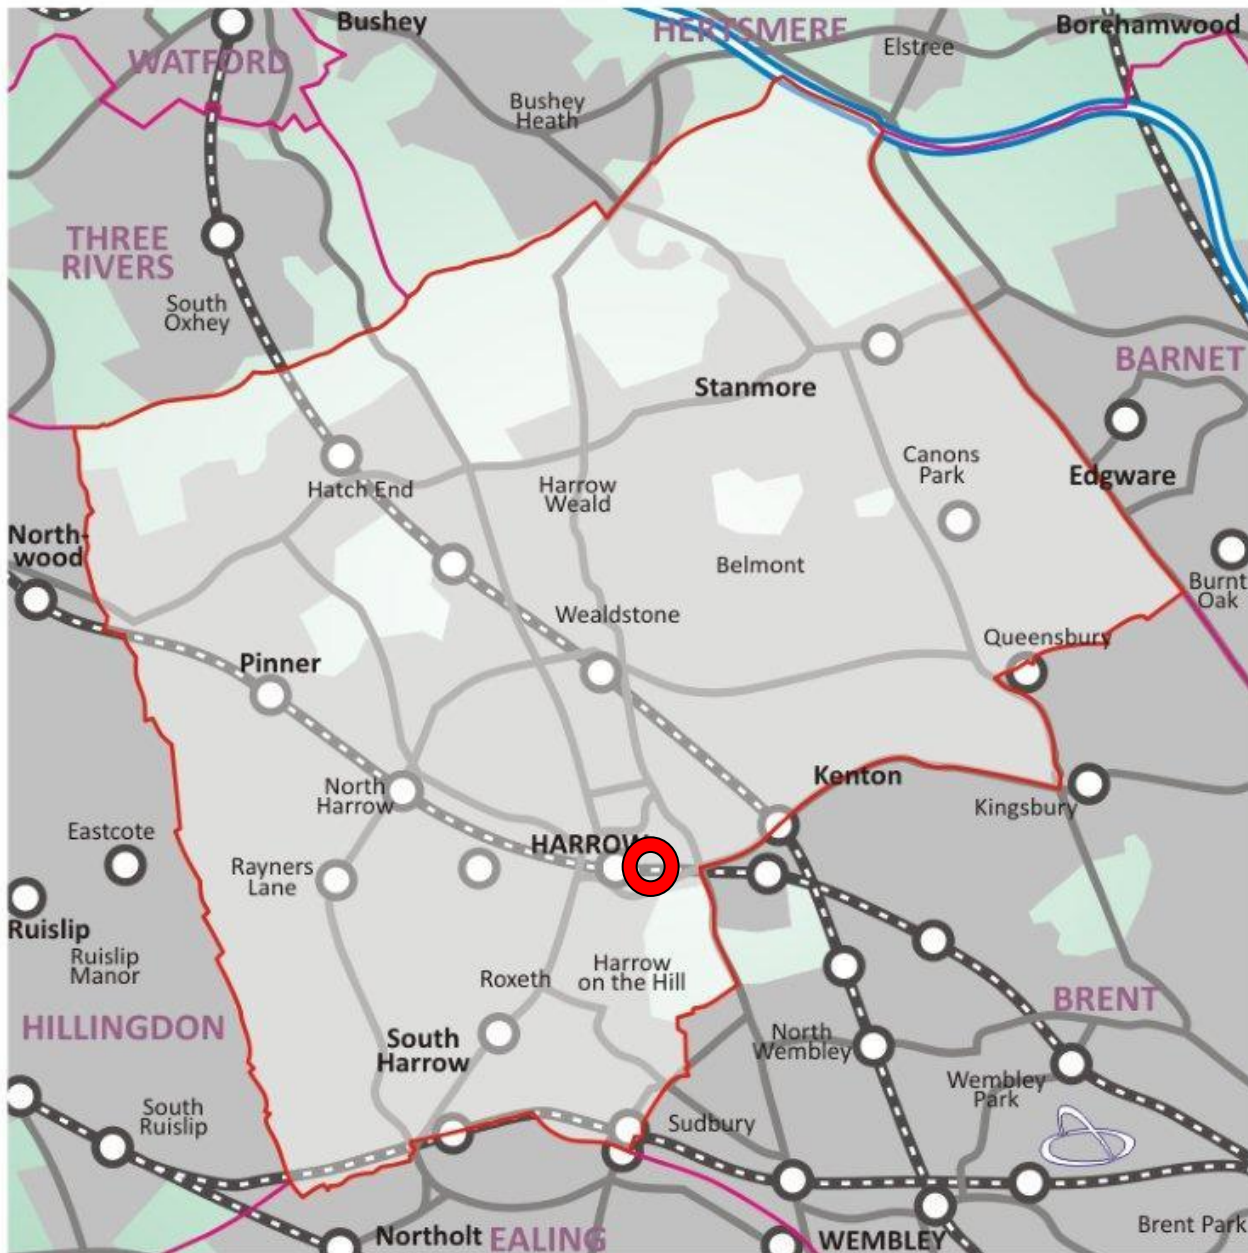 Bushey
HERTSMERE
Borehamwood
WATFORD
Elstree
Bushey
Heath
THREE
RIVERS
South
Oxhey
BARNET
Stanmore
Canons
Park
Edgware
Hatch End
Harrow
Weald
North-
wood
Belmont
Burnt
Oak
Wealdstone
Queensbury
Pinner
North
Harrow
Kenton
Kingsbury
Eastcote
HARROW
Rayners
Lane
Ruislip
Ruislip
Manor
Roxeth
Harrow
on the Hill
HILLINGDON
BRENT
South
Harrow
North
Wembley
Wembley
Park
South
Ruislip
Sudbury
Northolt
EALING
WEMBLEY
Brent Park